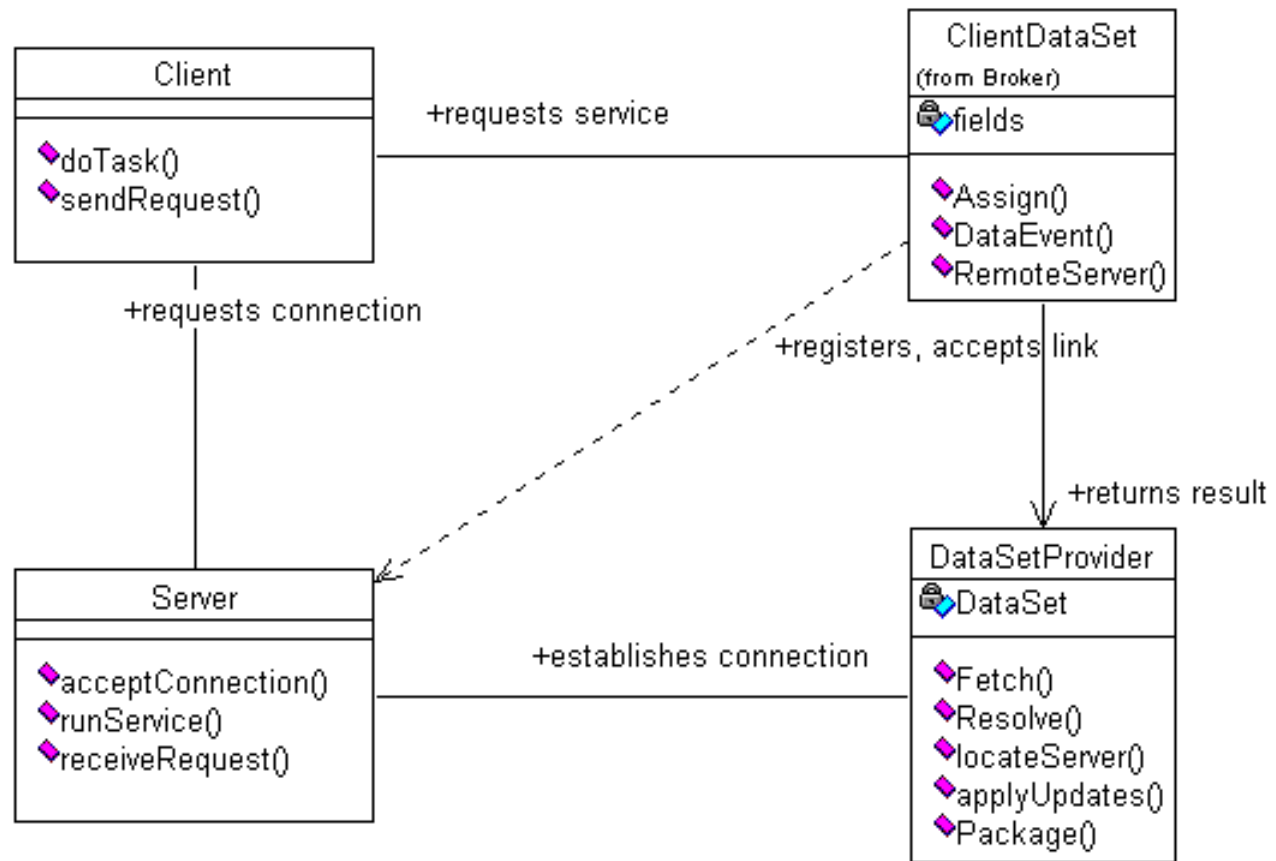 Client
doTask()
sendRequest()
+requests service
ClientDataSet
(from Broker)
fields
Assign()
DataEvent()
RemoteServer()
+requests connection
+registers, accepts link
+returns result
Server
acceptConnection()
runService()
receiveRequest()
+establishes connection
DataSetProvider
DataSet
Fetch()
Resolve()
locateServer()
applyUpdates()
Package()